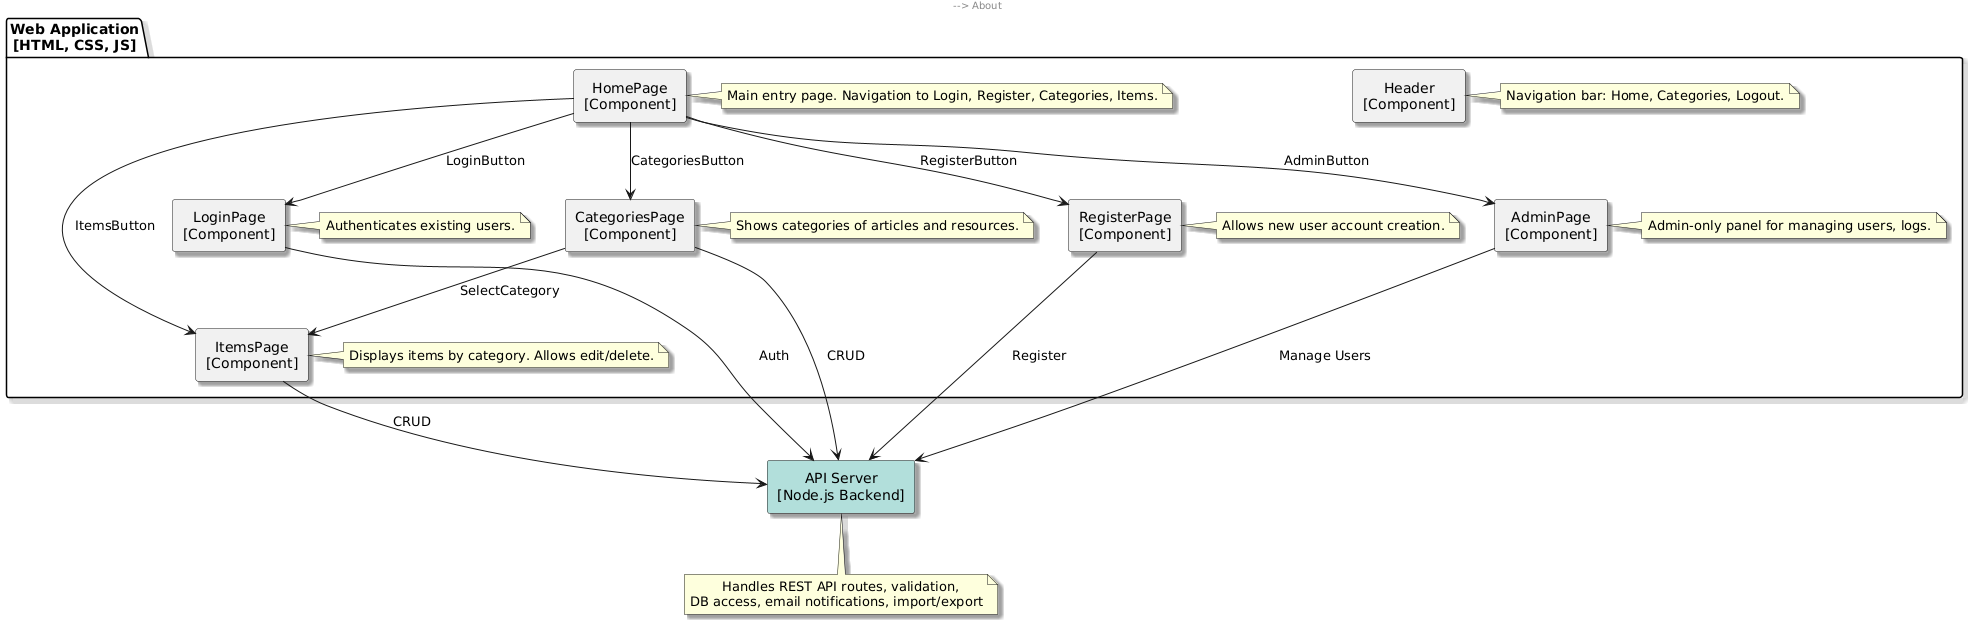 --> About
Web Application
[HTML, CSS, JS]
HomePage
[Component]
Main entry page. Navigation to Login, Register, Categories, Items.
Header
[Component]
Navigation bar: Home, Categories, Logout.
LoginButton
CategoriesButton
RegisterButton
AdminButton
ItemsButton
LoginPage
[Component]
Authenticates existing users.
CategoriesPage
[Component]
Shows categories of articles and resources.
RegisterPage
[Component]
Allows new user account creation.
AdminPage
[Component]
Admin-only panel for managing users, logs.
SelectCategory
ItemsPage
[Component]
Displays items by category. Allows edit/delete.
Auth
CRUD
Register
Manage Users
CRUD
API Server
[Node.js Backend]
Handles REST API routes, validation,
DB access, email notifications, import/export